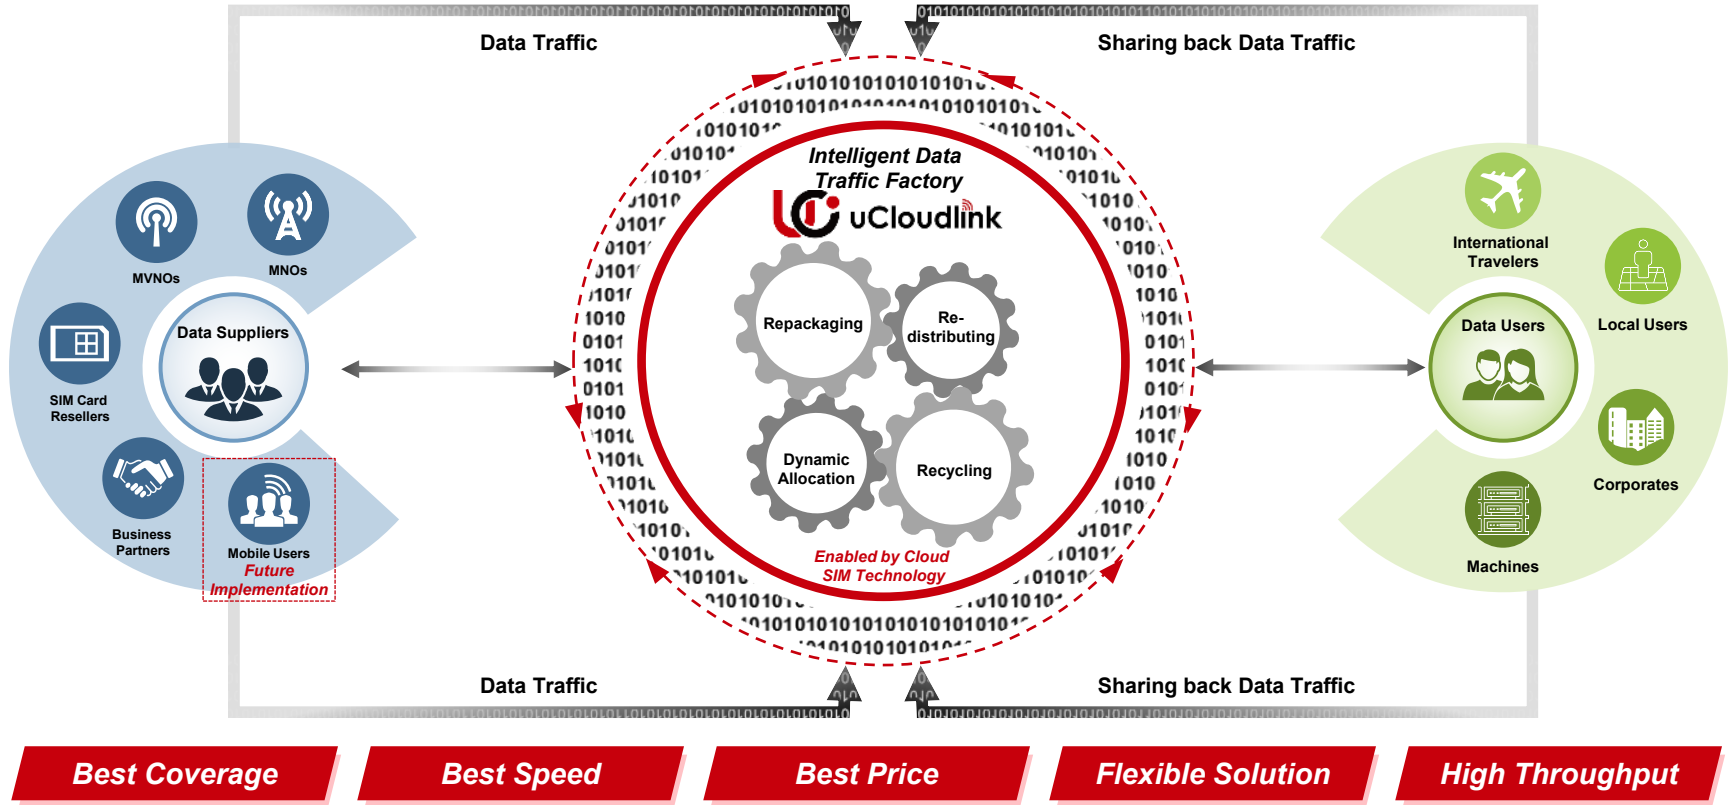 Data Traffic
Sharing back Data Traffic
Intelligent Data
Traffic Factory
uCloudlink
MVNOs
MNOs
Data Suppliers
SIM Card
Resellers
Business
Partners
Mobile Users
Future
Implementation
Repackaging
Re-
distributing
Dynamic
Allocation
Recycling
Enabled by Cloud
SIM Technology
International
Travelers
Local Users
Data Users
Corporates
Machines
Data Traffic
Sharing back Data Traffic
Best Coverage
Best Speed
Best Price
Flexible Solution
High Throughput